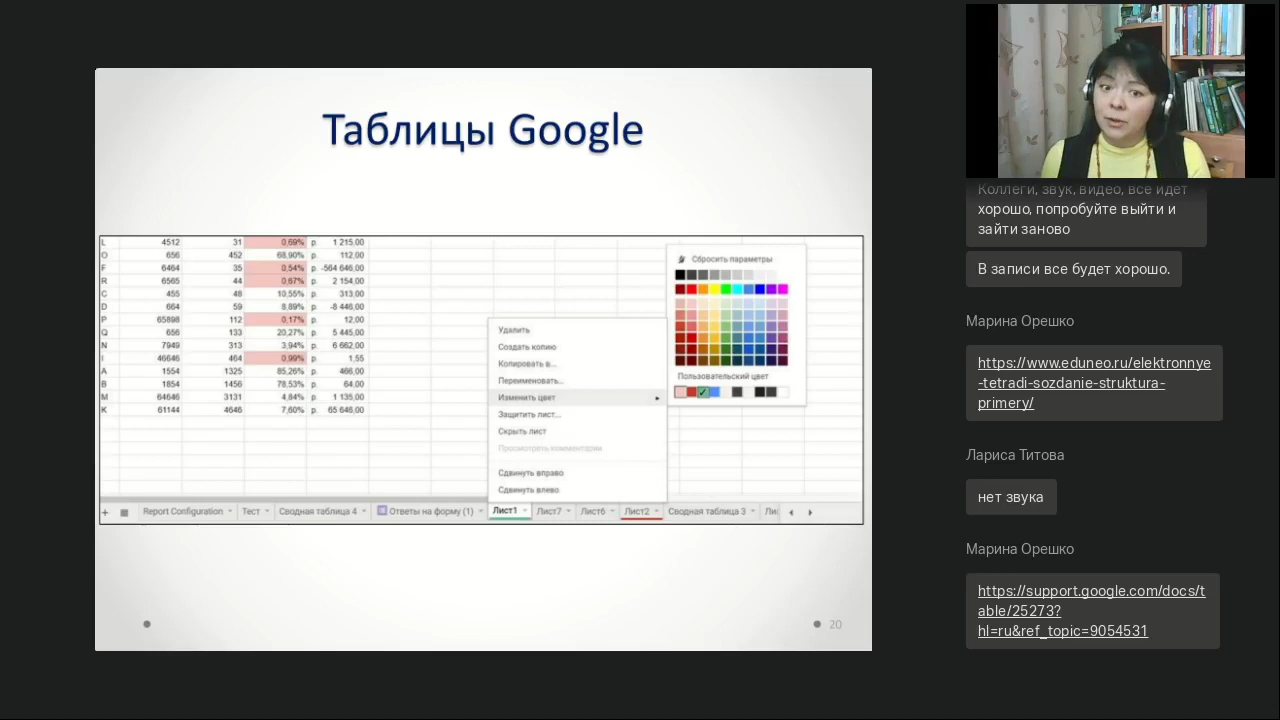 Таблицы Google
L 4512 31 0,69% р. 1 215,00
O 656 452 68,90% р. 112,00
F 6464 35 0,54% р. -564 646,00
R 6565 44 0,67% р. 2 154,00
C 455 48 10,55% р. 313,00
D 664 59 8,89% р. -8 446,00
P 65898 112 0,17% р. 12,00
Q 656 133 20,27% р. 5 445,00
N 7949 313 3,94% р. 6 662,00
I 46646 464 0,99% р. 1,55
A 1554 1325 85,26% р. 466,00
B 1854 1456 78,53% р. 64,00
M 64646 3131 4,84% р. 1 135,00
K 61144 4646 7,60% р. 65 646,00
Удалить
Создать копию
Копировать в...
Переименовать...
Изменить цвет
Защитить лист...
Скрыть лист
Просмотреть комментарии
Сдвинуть вправо
Сдвинуть влево
Сбросить параметры
Пользовательский цвет
+ Report Configuration Тест Сводная таблица 4 Ответы на форму (1) Лист1 Лист7 Лист6 Лист2 Сводная таблица 3 Ли
20
Коллеги, звук, видео, все идет
хорошо, попробуйте выйти и
зайти заново
В записи все будет хорошо.
Марина Орешко
https://www.eduneo.ru/elektronnye
-tetradi-sozdanie-struktura-
primery/
Лариса Титова
нет звука
Марина Орешко
https://support.google.com/docs/t
able/25273?
hl=ru&ref_topic=9054531